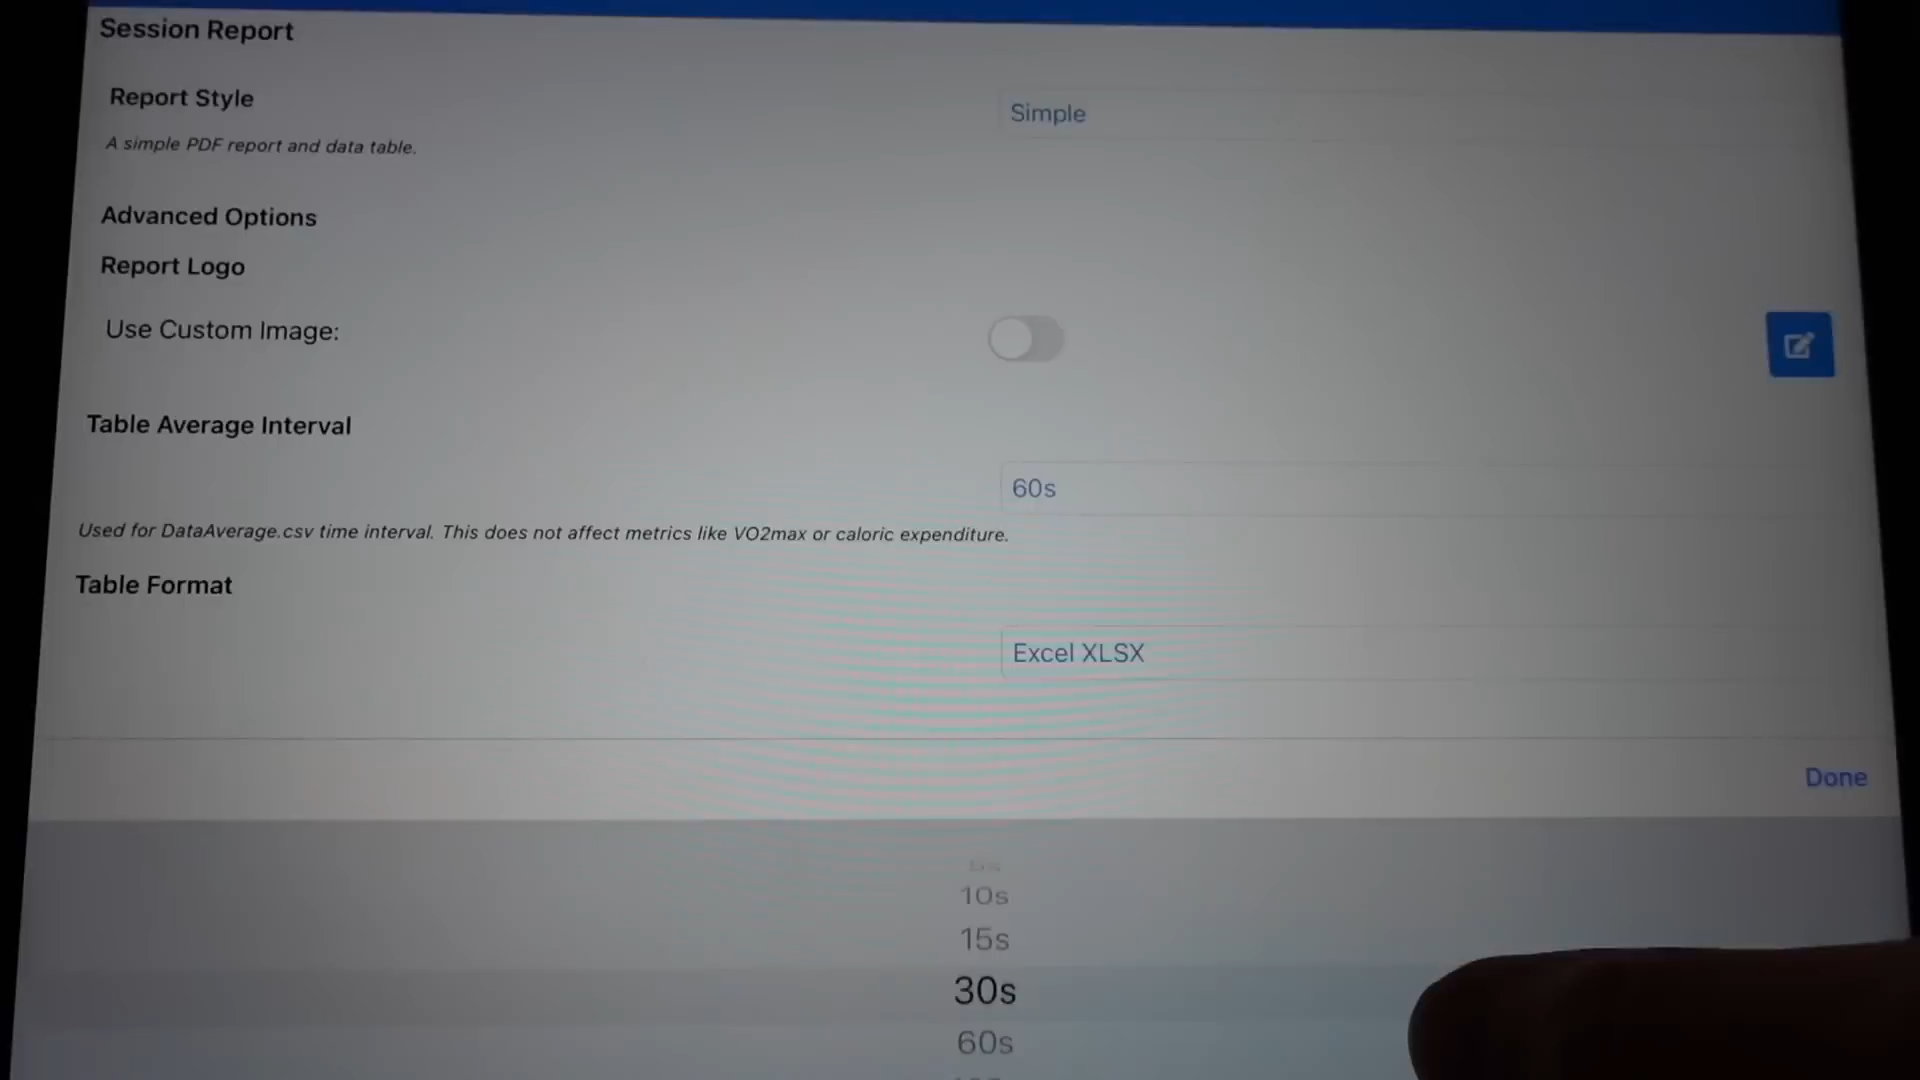 Session Report
Report Style
Simple
A simple PDF report and data table.
Advanced Options
Report Logo
Use Custom Image:
Table Average Interval
60s
Used for DataAverage.csv time interval. This does not affect metrics like VO2max or caloric expenditure.
Table Format
Excel XLSX
Done
10s
15s
30s
60s